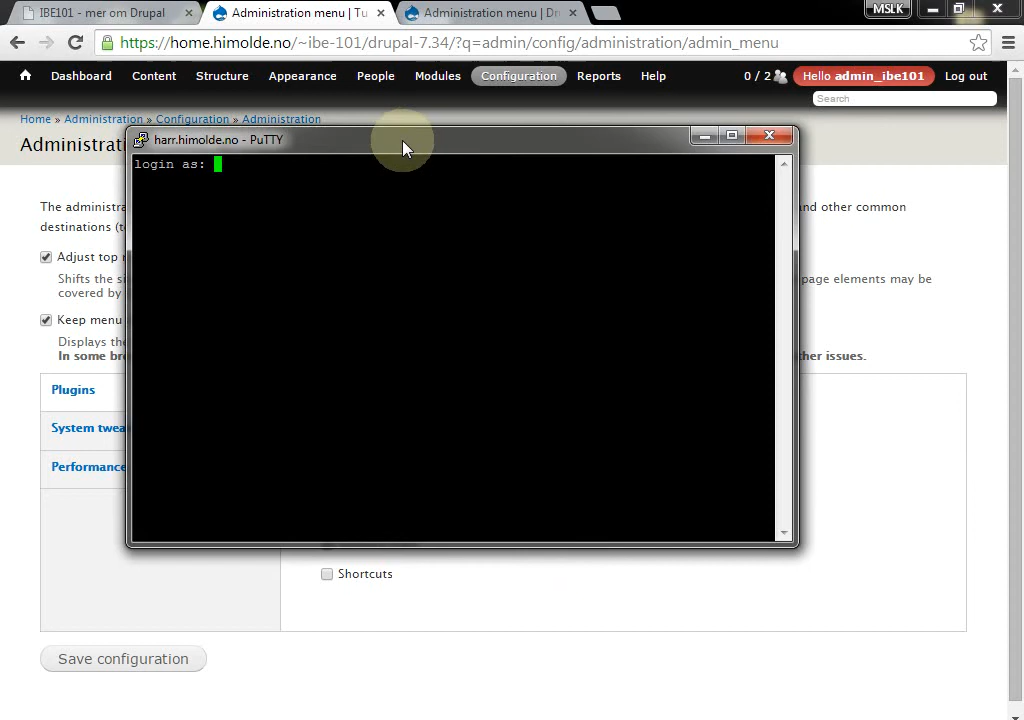 IBE101 - mer om Drupal
Administration menu | Tu
Administration menu | Dr
MSLK
https://home.himolde.no/~ibe-101/drupal-7.34/?q=admin/config/administration/admin_menu
Dashboard Content Structure Appearance People Modules Configuration Reports Help 0 / 2 Hello admin_ibe101 Log out
Search
Home » Administration » Configuration » Administration
Administrati
harr.himolde.no - PuTTY
login as:
The administra
and other common
destinations (t
Adjust top
Shifts the si
page elements may be
covered by
Keep menu
Displays the
In some bro
her issues.
Plugins
System twea
Performance
Shortcuts
Save configuration